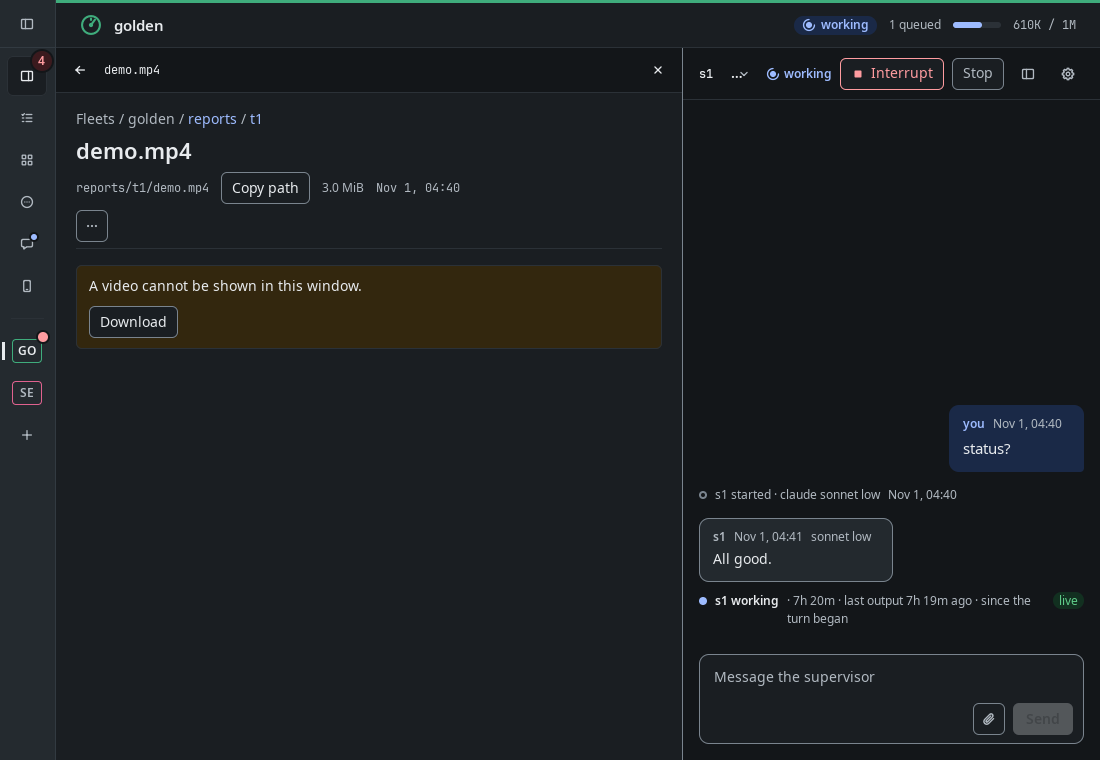 golden
working
1 queued
610K / 1M
4
demo.mp4
s1
...
working
Interrupt
Stop
Fleets / golden / reports / t1
demo.mp4
reports/t1/demo.mp4
Copy path
3.0 MiB
Nov 1, 04:40
...
A video cannot be shown in this window.
Download
GO
SE
you Nov 1, 04:40
status?
s1 started · claude sonnet low Nov 1, 04:40
s1 Nov 1, 04:41 sonnet low
All good.
s1 working · 7h 20m · last output 7h 19m ago · since the
turn began
live
Message the supervisor
Send